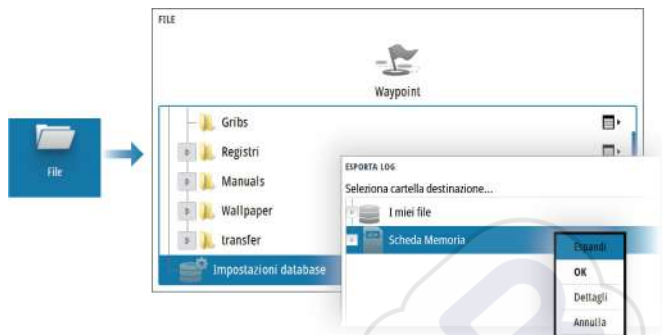 FILE
Waypoint
Gribs
Registri
Manuals
Wallpaper
transfer
Impostazioni database
File
ESPORTA LOG
Seleziona cartella destinazione...
I miei file
Scheda Memoria
Espandi
OK
Dettagli
Annulla